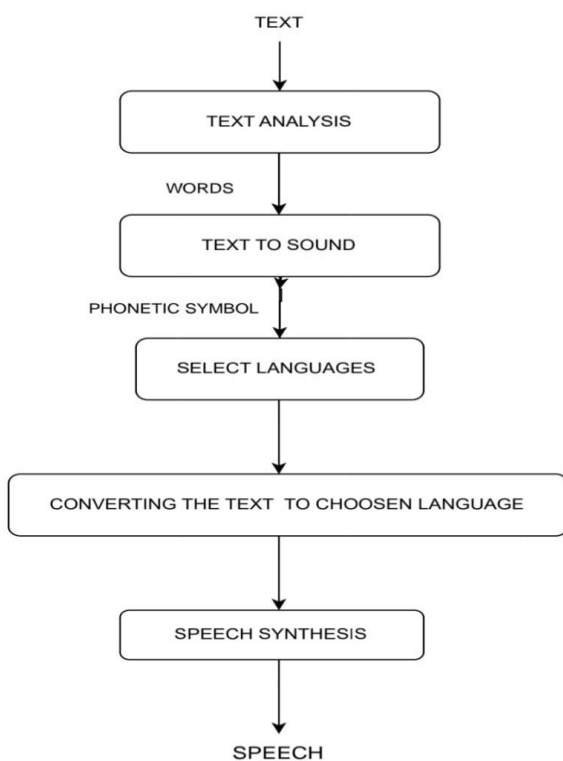 TEXT
TEXT ANALYSIS
WORDS
TEXT TO SOUND
PHONETIC SYMBOL
SELECT LANGUAGES
CONVERTING THE TEXT TO CHOOSEN LANGUAGE
SPEECH SYNTHESIS
SPEECH